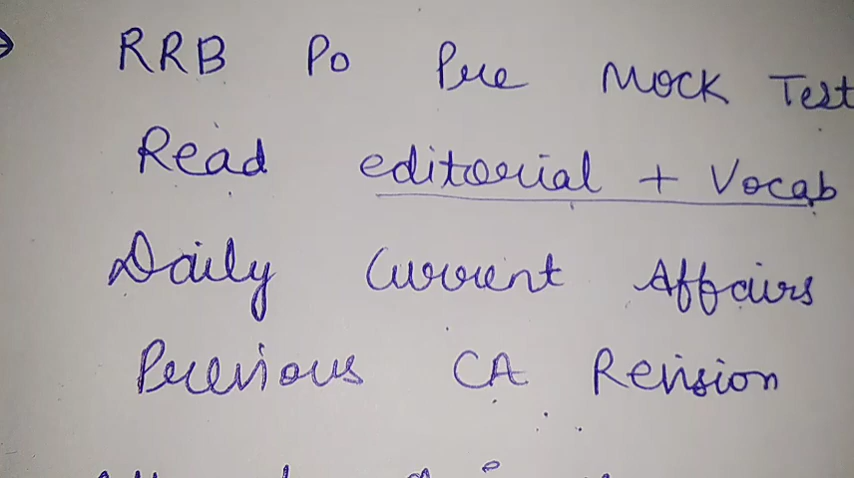 RRB PO Pre Mock Test
Read editorial + Vocab
Daily Current Affairs
Previous CA Revision